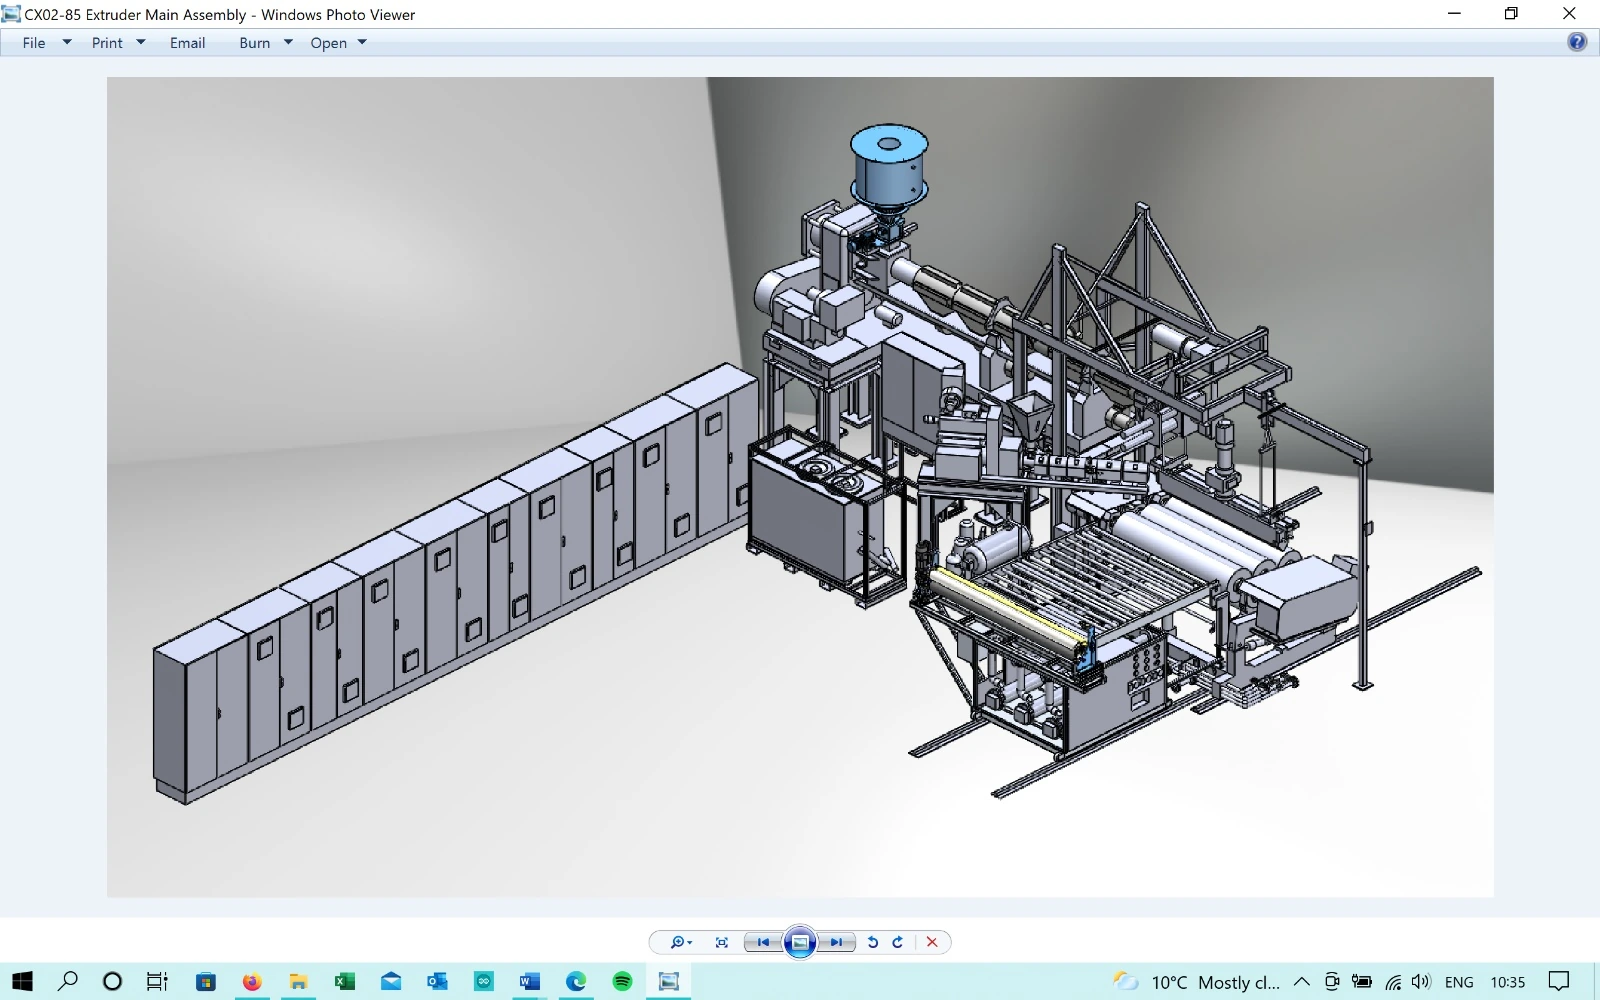 CX02-85 Extruder Main Assembly - Windows Photo Viewer
File Print Email Burn Open
10°C Mostly cl... ENG 10:35